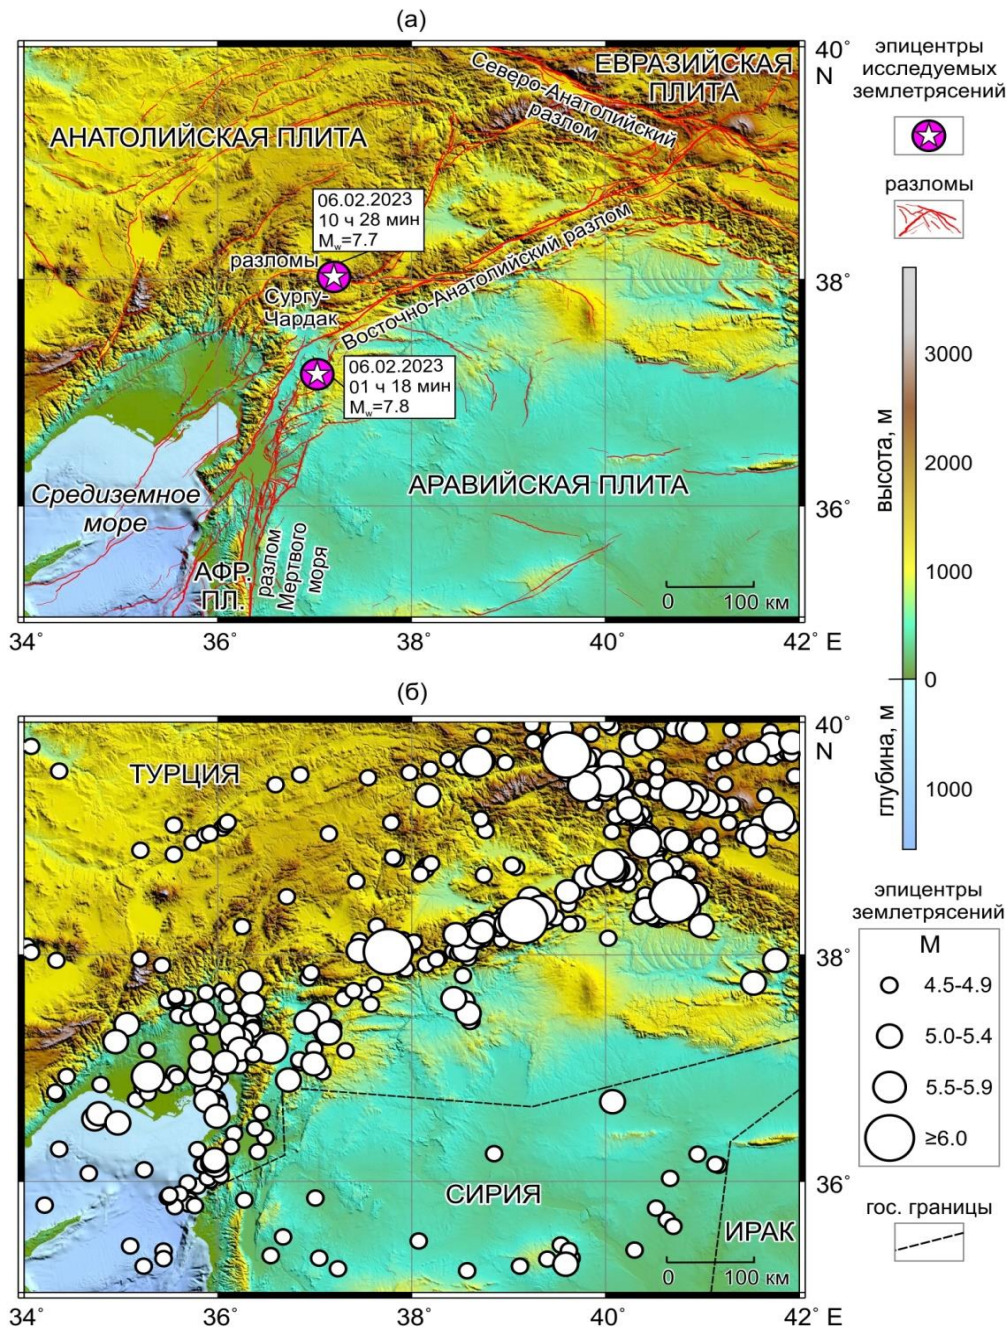 (а)
40°
N
ЕВРАЗИЙСКАЯ
ПЛИТА
Северо-Анатолийский
разлом
АНАТОЛИЙСКАЯ ПЛИТА
06.02.2023
10 ч 28 мин
Mw=7.7
разломы
Сургу-
Чардак
38°
Восточно-Анатолийский разлом
06.02.2023
01 ч 18 мин
Mw=7.8
АРАВИЙСКАЯ ПЛИТА
Средиземное
море
36°
АФР.
ПЛ.
разлом
Мертвого
моря
0 100 км
34 36 38 40 42° E
эпицентры
исследуемых
землетрясений
разломы
высота, м
3000
2000
1000
0
глубина, м
1000
(б)
40°
N
ТУРЦИЯ
38°
36°
СИРИЯ
ИРАК
0 100 км
34 36 38 40 42° E
эпицентры
землетрясений
М
4.5-4.9
5.0-5.4
5.5-5.9
≥6.0
гос. границы